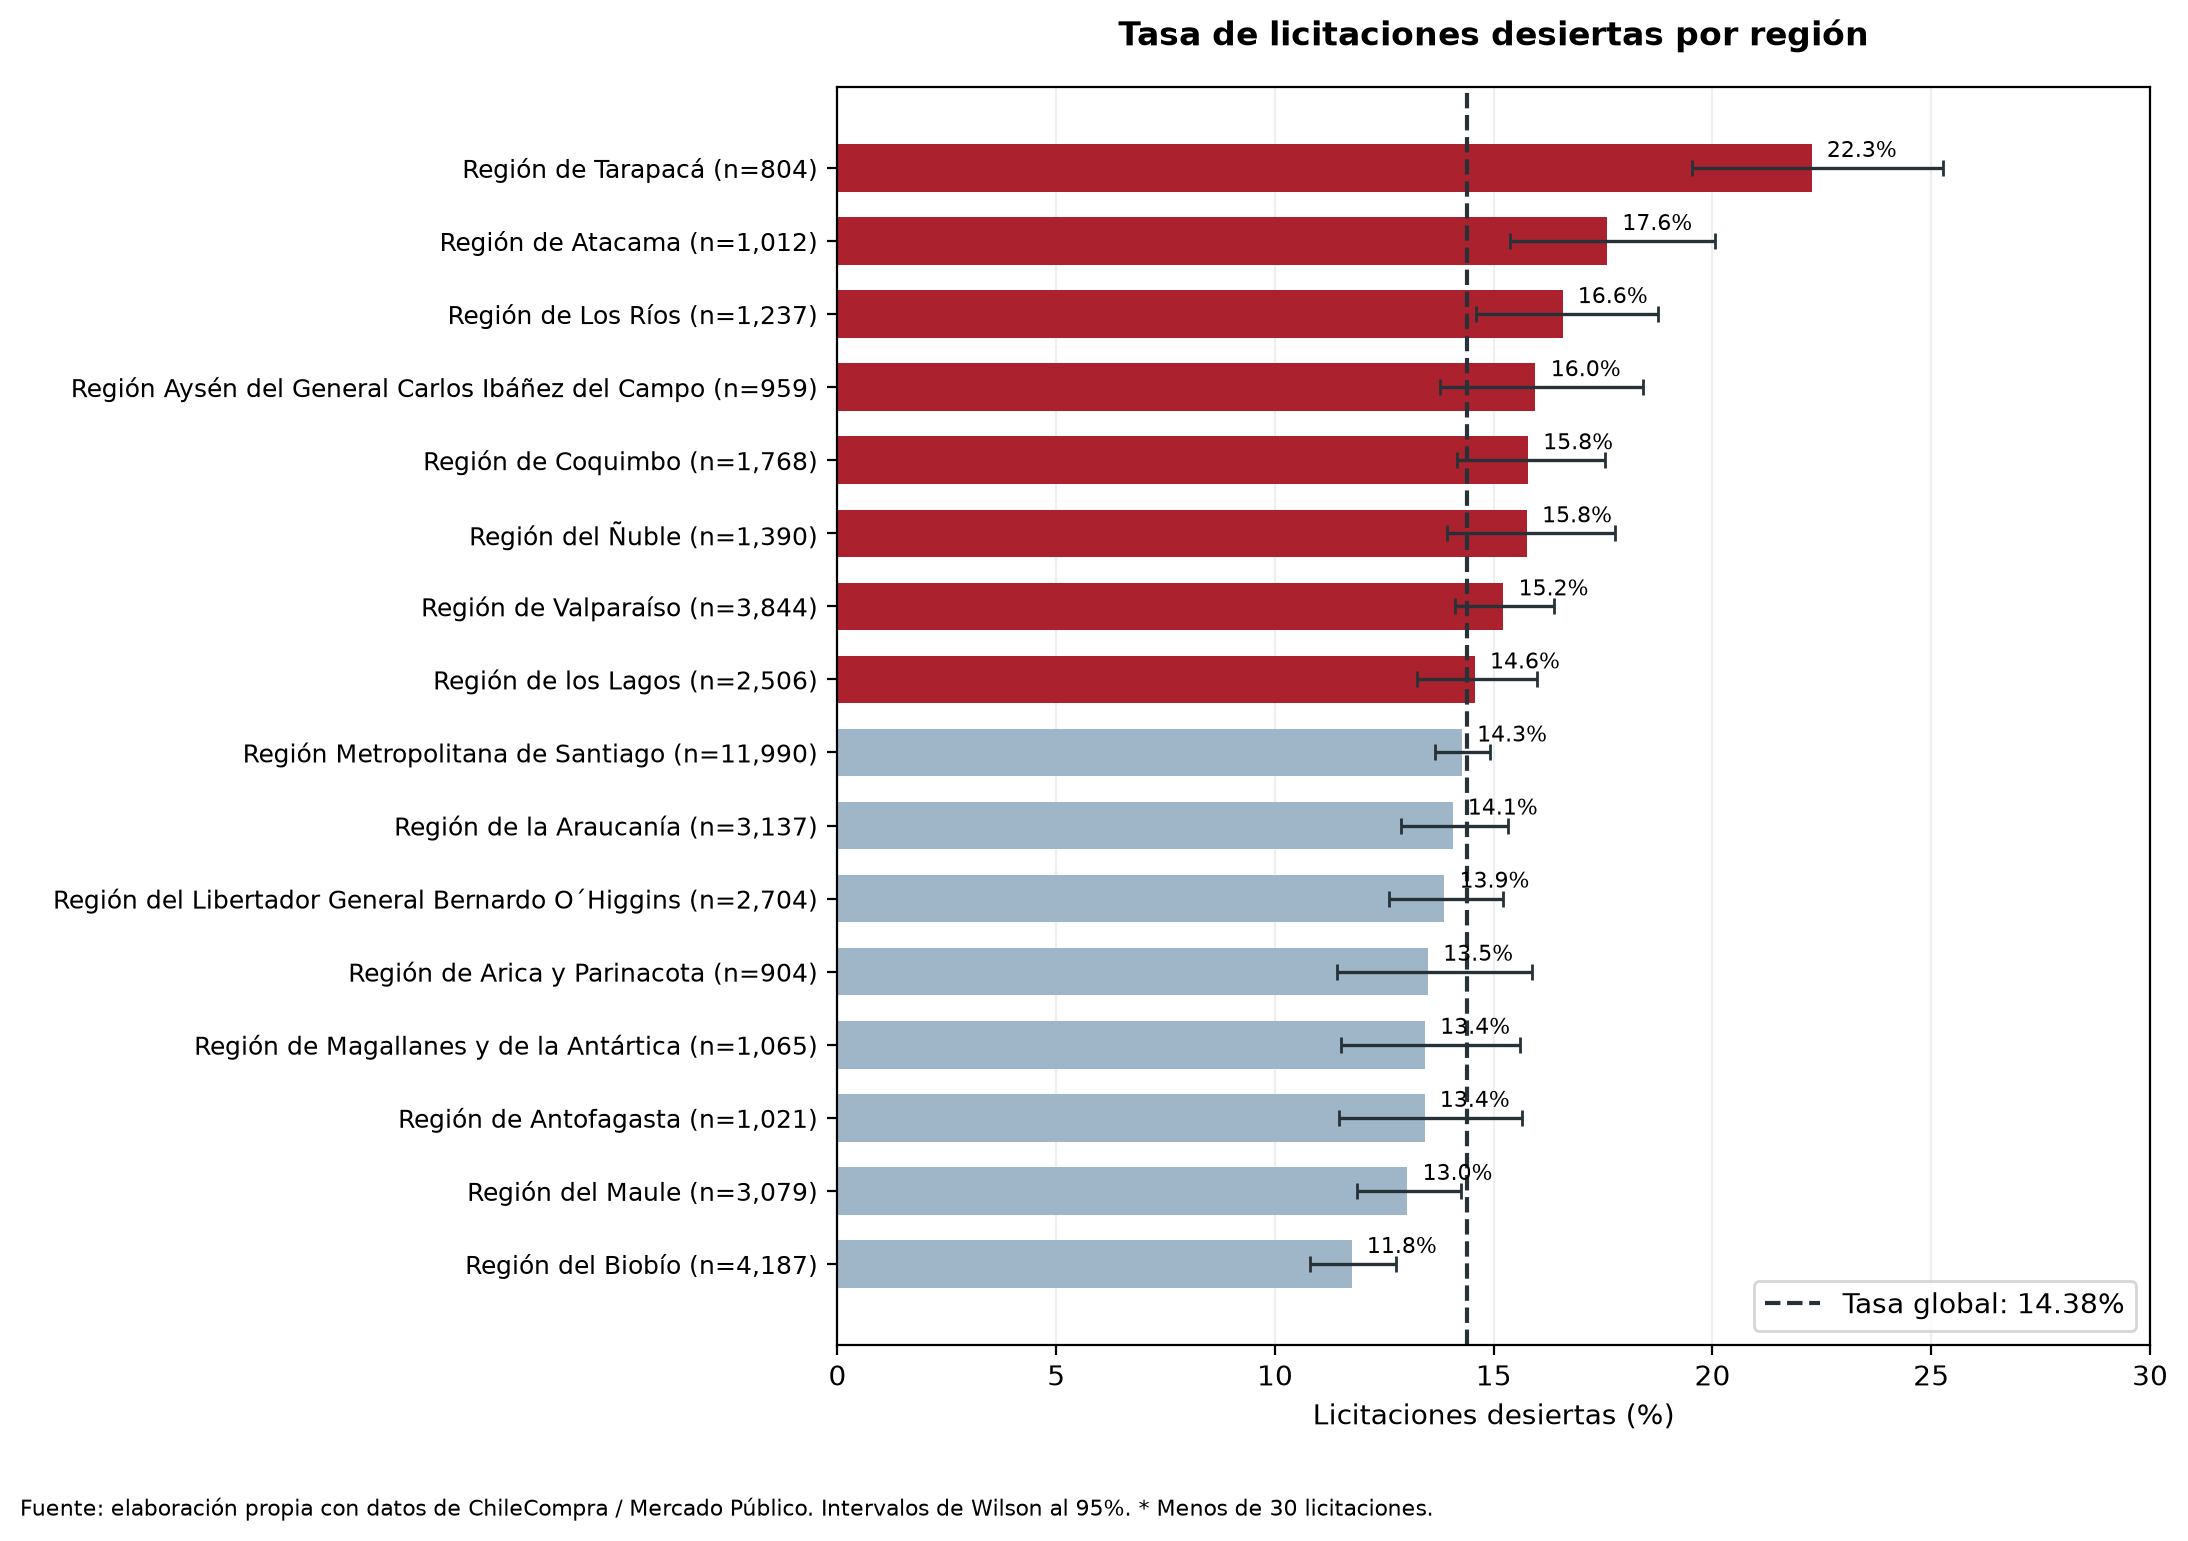 Tasa de licitaciones desiertas por región
Región de Tarapacá (n=804) 22.3%
Región de Atacama (n=1,012) 17.6%
Región de Los Ríos (n=1,237) 16.6%
Región Aysén del General Carlos Ibáñez del Campo (n=959) 16.0%
Región de Coquimbo (n=1,768) 15.8%
Región del Ñuble (n=1,390) 15.8%
Región de Valparaíso (n=3,844) 15.2%
Región de los Lagos (n=2,506) 14.6%
Región Metropolitana de Santiago (n=11,990) 14.3%
Región de la Araucanía (n=3,137) 14.1%
Región del Libertador General Bernardo O´Higgins (n=2,704) 13.9%
Región de Arica y Parinacota (n=904) 13.5%
Región de Magallanes y de la Antártica (n=1,065) 13.4%
Región de Antofagasta (n=1,021) 13.4%
Región del Maule (n=3,079) 13.0%
Región del Biobío (n=4,187) 11.8%
Tasa global: 14.38%
0 5 10 15 20 25 30
Licitaciones desiertas (%)
Fuente: elaboración propia con datos de ChileCompra / Mercado Público. Intervalos de Wilson al 95%. * Menos de 30 licitaciones.